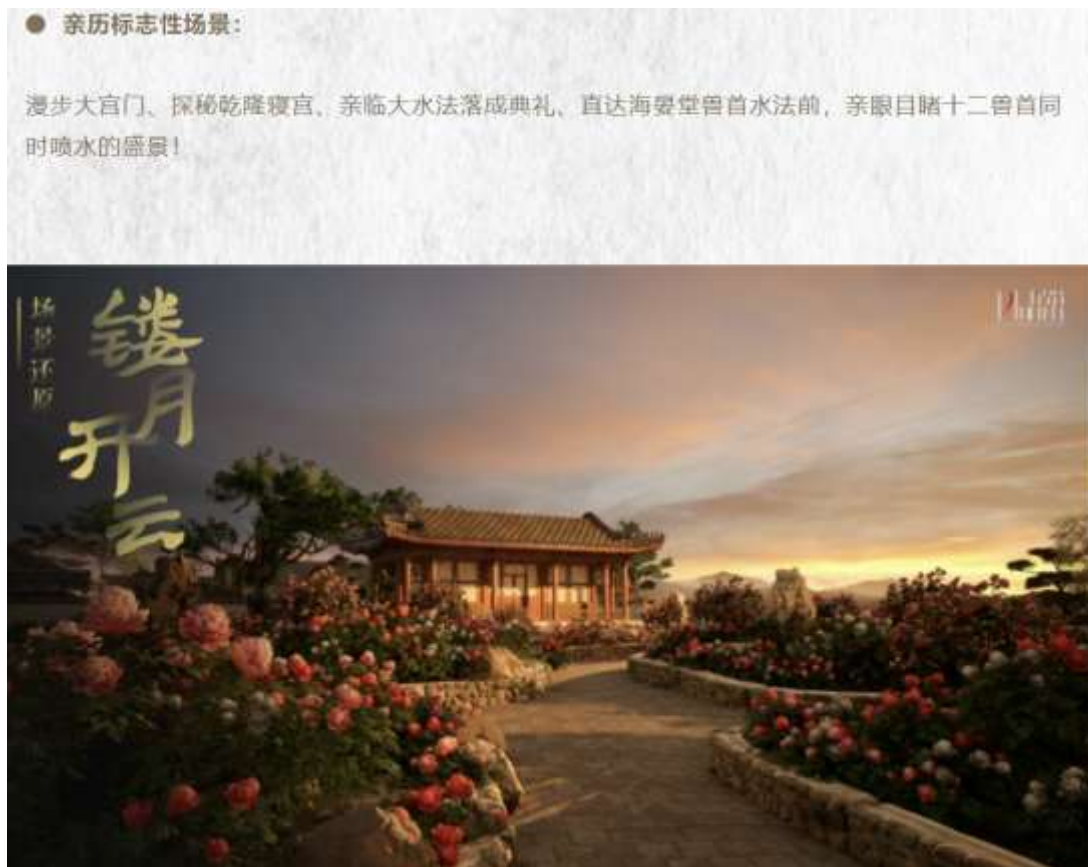 ● 亲历标志性场景：
漫步大宫门、探秘乾隆寝宫、亲临大水法落成典礼、直达海晏堂兽首水法前，亲眼目睹十二兽首同
时喷水的盛景！
场景还原
镂月
开云